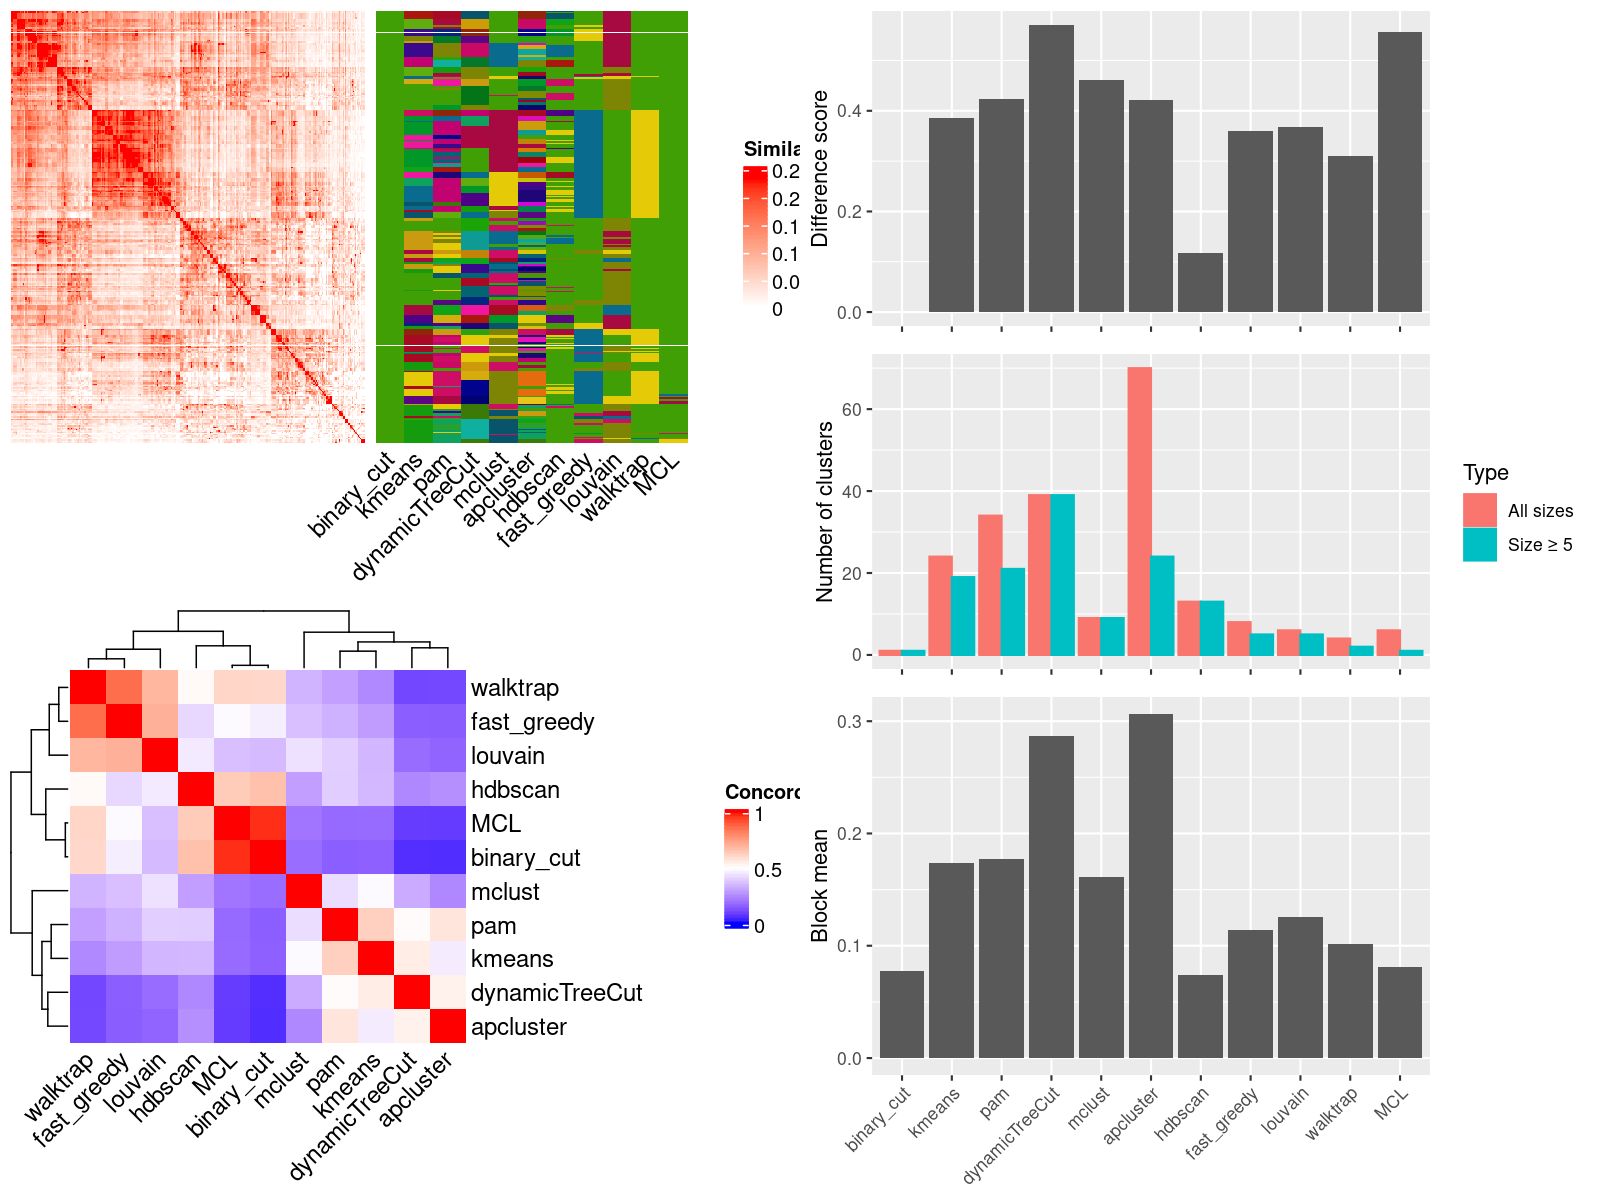 Simila
0.2
0.2
0.1
0.1
0.0
0
binary_cut
kmeans
pam
dynamicTreeCut
mclust
apcluster
hdbscan
fast_greedy
louvain
walktrap
MCL
walktrap
fast_greedy
louvain
hdbscan
MCL
binary_cut
mclust
pam
kmeans
dynamicTreeCut
apcluster
walktrap
fast_greedy
louvain
hdbscan
MCL
binary_cut
mclust
pam
kmeans
dynamicTreeCut
apcluster
Concord
1
0.5
0
Difference score
0.4
0.2
0.0
Number of clusters
60
40
20
0
Type
All sizes
Size ≥ 5
Block mean
0.3
0.2
0.1
0.0
binary_cut
kmeans
pam
dynamicTreeCut
mclust
apcluster
hdbscan
fast_greedy
louvain
walktrap
MCL